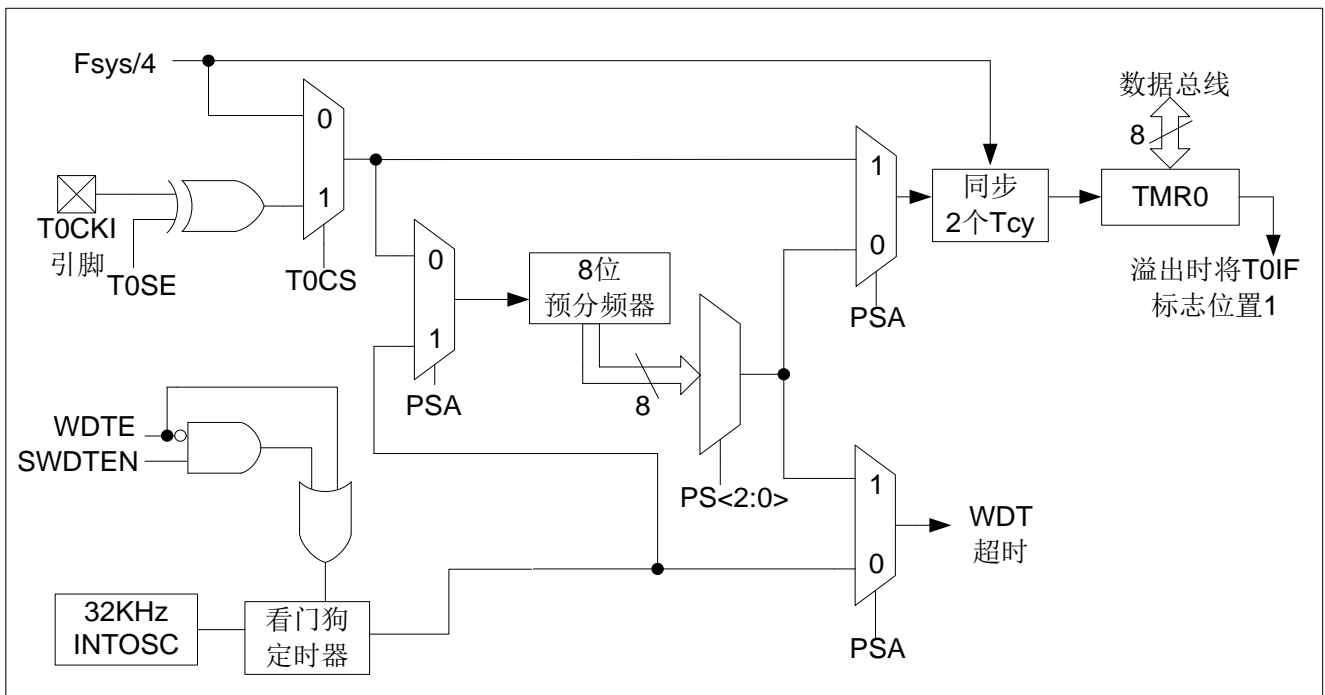 Fsys/4
数据总线
0
8
1
1
同步
2个Tcy
TMR0
T0CKI
引脚
T0SE
T0CS
0
8位
预分频器
0
溢出时将T0IF
标志位置1
1
PSA
PSA
8
WDTE
SWDTEN
PS<2:0>
1
WDT
超时
0
32KHz
INTOSC
看门狗
定时器
PSA